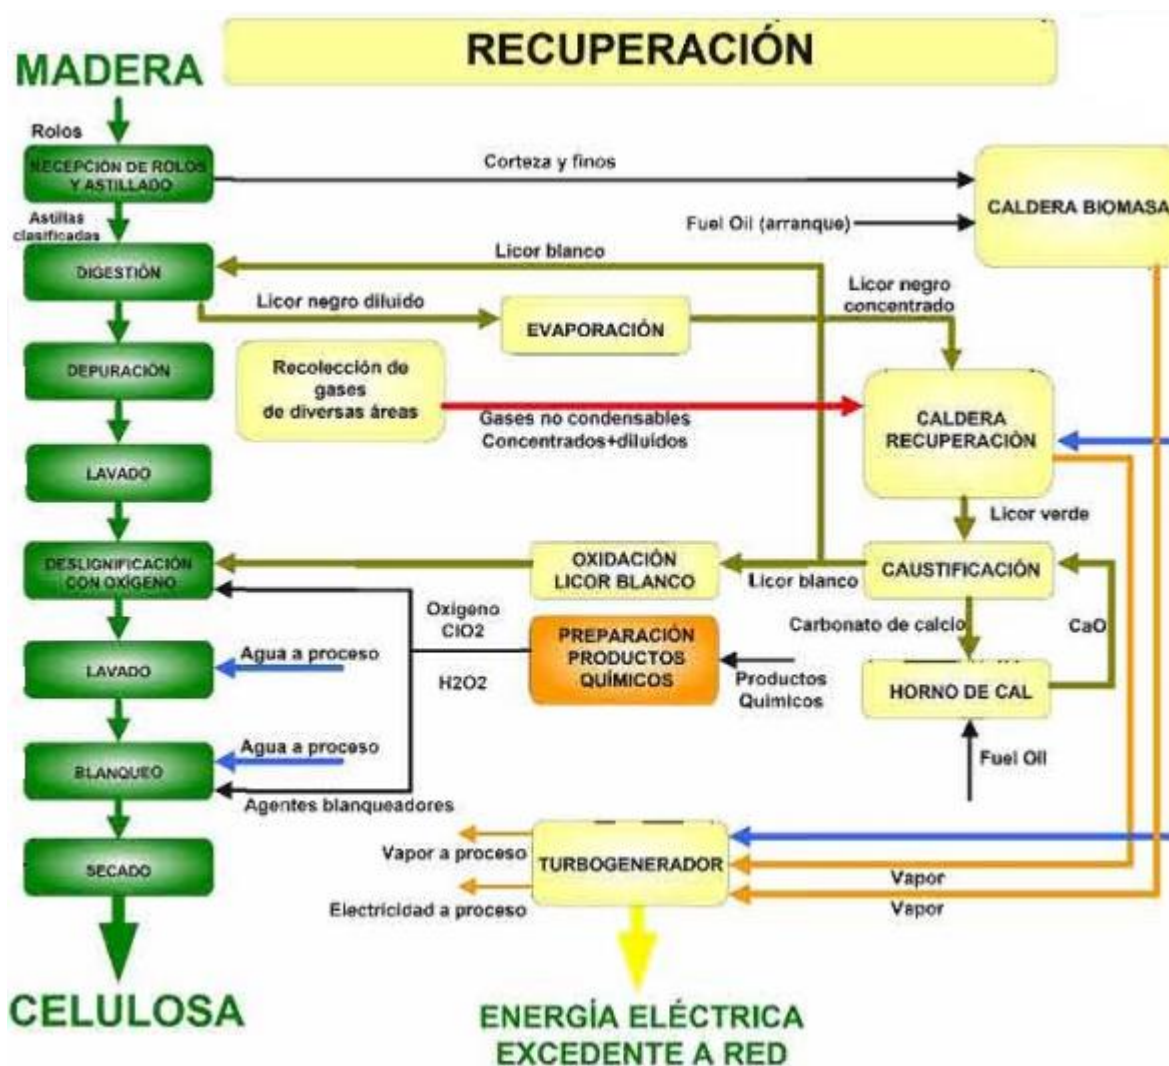 RECUPERACIÓN
MADERA
Rolos
RECEPCIÓN DE ROLOS
Y ASTILLADO
Corteza y finos
CALDERA BIOMASA
Fuel Oil (arranque)
Astillas
clasificadas
DIGESTIÓN
Licor blanco
Licor negro diluido
EVAPORACIÓN
Licor negro
concentrado
DEPURACIÓN
Recolección de
gases
de diversas áreas
Gases no condensables
Concentrados+diluídos
CALDERA
RECUPERACIÓN
LAVADO
Licor verde
DESLIGNIFICACIÓN
CON OXÍGENO
OXIDACIÓN
LICOR BLANCO
Licor blanco
CAUSTIFICACIÓN
Oxigeno
ClO2
H2O2
PREPARACIÓN
PRODUCTOS
QUÍMICOS
Productos
Quimicos
Carbonato de calcio
CaO
LAVADO
Agua a proceso
HORNO DE CAL
Fuel Oil
BLANQUEO
Agua a proceso
Agentes blanqueadores
SECADO
Vapor a proceso
Electricidad a proceso
TURBOGENERADOR
Vapor
Vapor
CELULOSA
ENERGÍA ELÉCTRICA
EXCEDENTE A RED